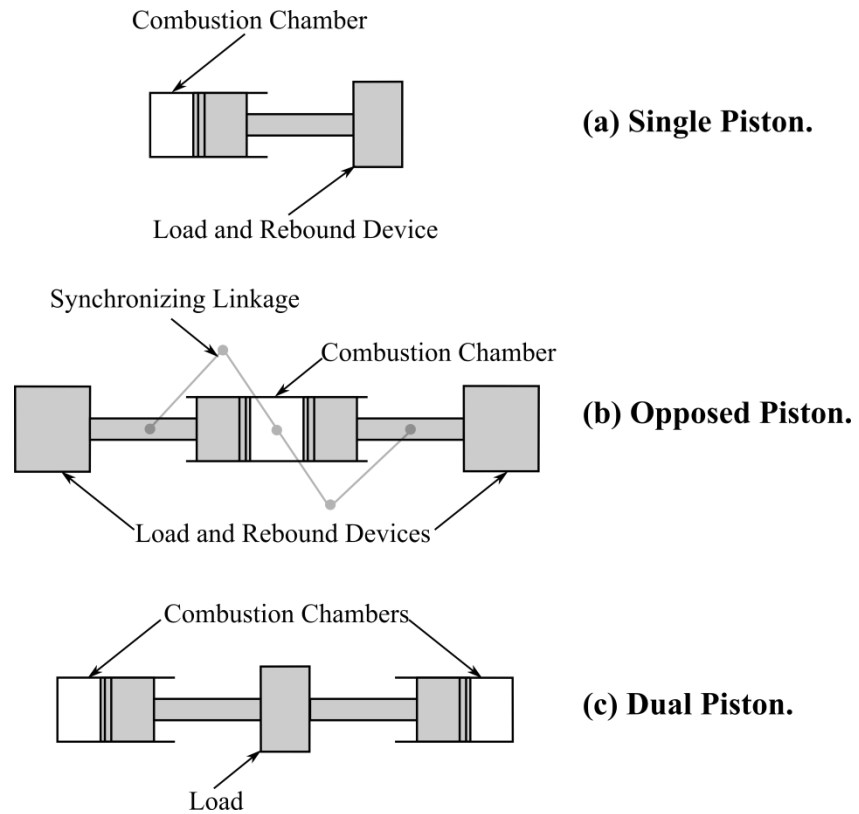 Combustion Chamber
(a) Single Piston.
Load and Rebound Device
Synchronizing Linkage
Combustion Chamber
(b) Opposed Piston.
Load and Rebound Devices
Combustion Chambers
(c) Dual Piston.
Load